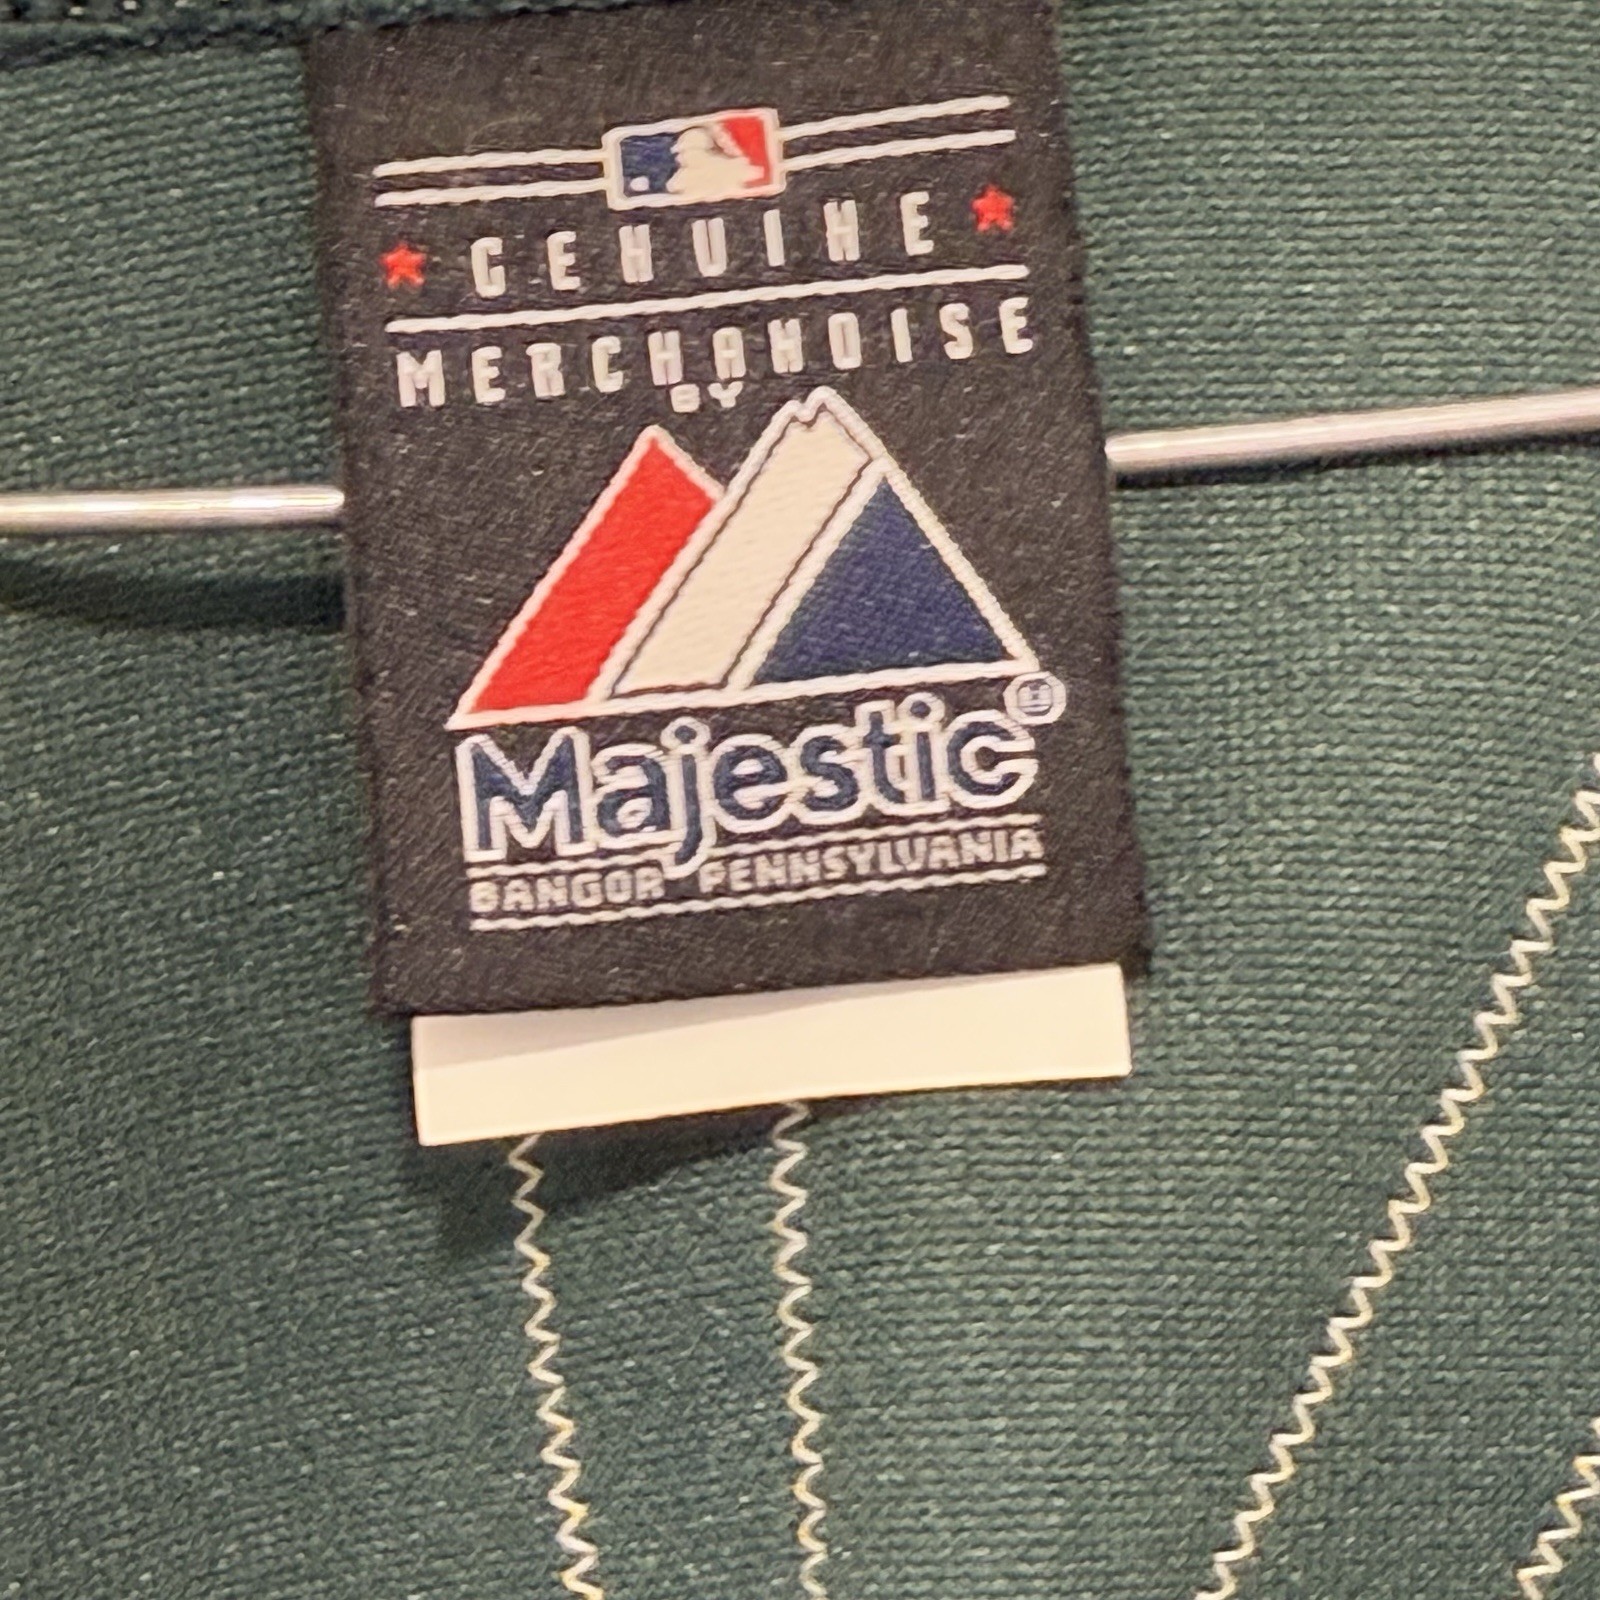 GENUINE
MERCHANDISE
BY
Majestic®
BANGOR PENNSYLVANIA